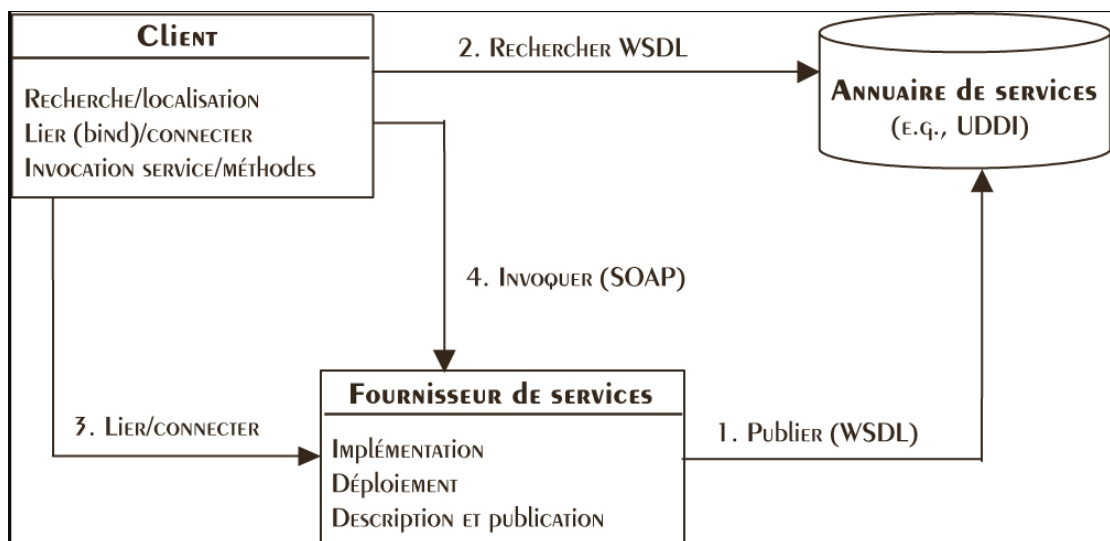 Client
Recherche/localisation
Lier (bind)/connecter
Invocation service/méthodes
2. Rechercher WSDL
Annuaire de services
(e.g., UDDI)
4. Invoquer (SOAP)
3. Lier/connecter
Fournisseur de services
Implémentation
Déploiement
Description et publication
1. Publier (WSDL)